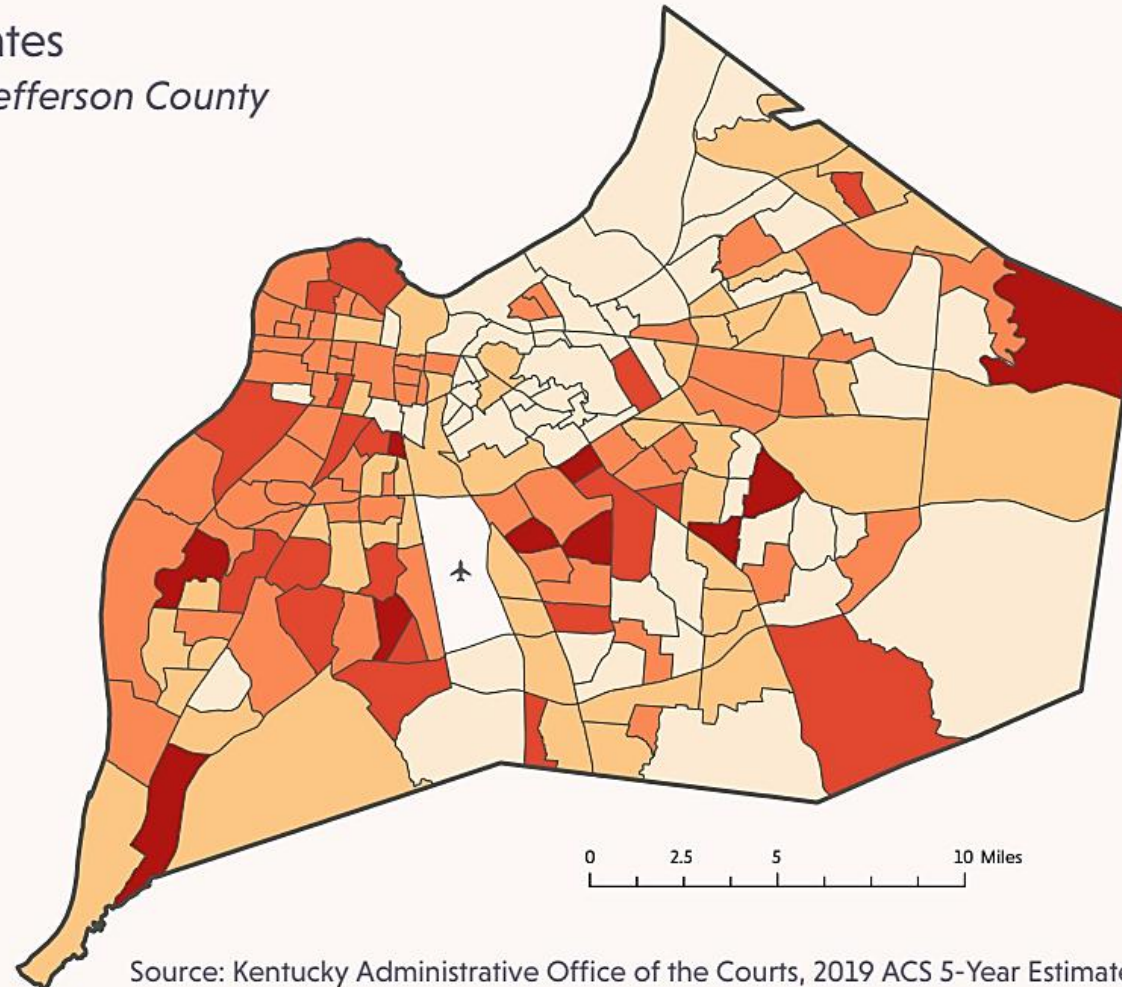 ates
efferson County
0 2.5 5 10 Miles
Source: Kentucky Administrative Office of the Courts, 2019 ACS 5-Year Estimate